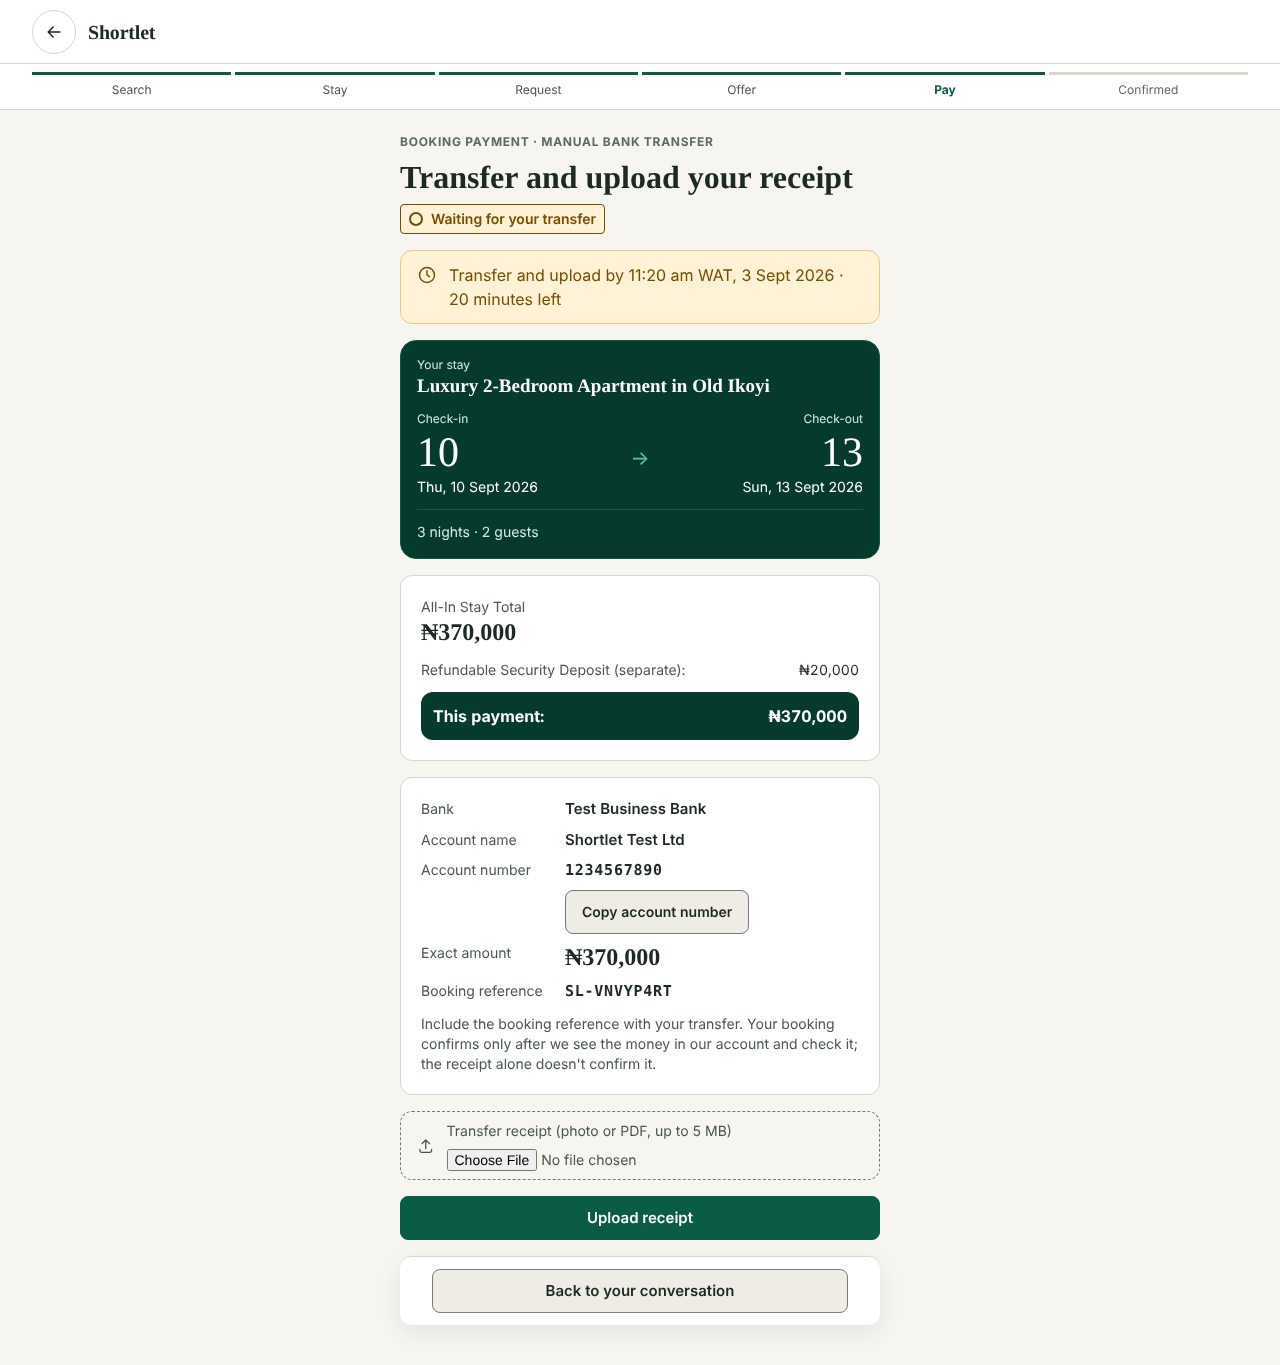 Shortlet
Search
Stay
Request
Offer
Pay
Confirmed
BOOKING PAYMENT · MANUAL BANK TRANSFER
Transfer and upload your receipt
Waiting for your transfer
Transfer and upload by 11:20 am WAT, 3 Sept 2026 ·
20 minutes left
Your stay
Luxury 2-Bedroom Apartment in Old Ikoyi
Check-in
Check-out
10
→
13
Thu, 10 Sept 2026
Sun, 13 Sept 2026
3 nights · 2 guests
All-In Stay Total
₦370,000
Refundable Security Deposit (separate): ₦20,000
This payment: ₦370,000
Bank Test Business Bank
Account name Shortlet Test Ltd
Account number 1234567890
Copy account number
Exact amount ₦370,000
Booking reference SL-VNVYP4RT
Include the booking reference with your transfer. Your booking
confirms only after we see the money in our account and check it;
the receipt alone doesn't confirm it.
Transfer receipt (photo or PDF, up to 5 MB)
Choose File No file chosen
Upload receipt
Back to your conversation